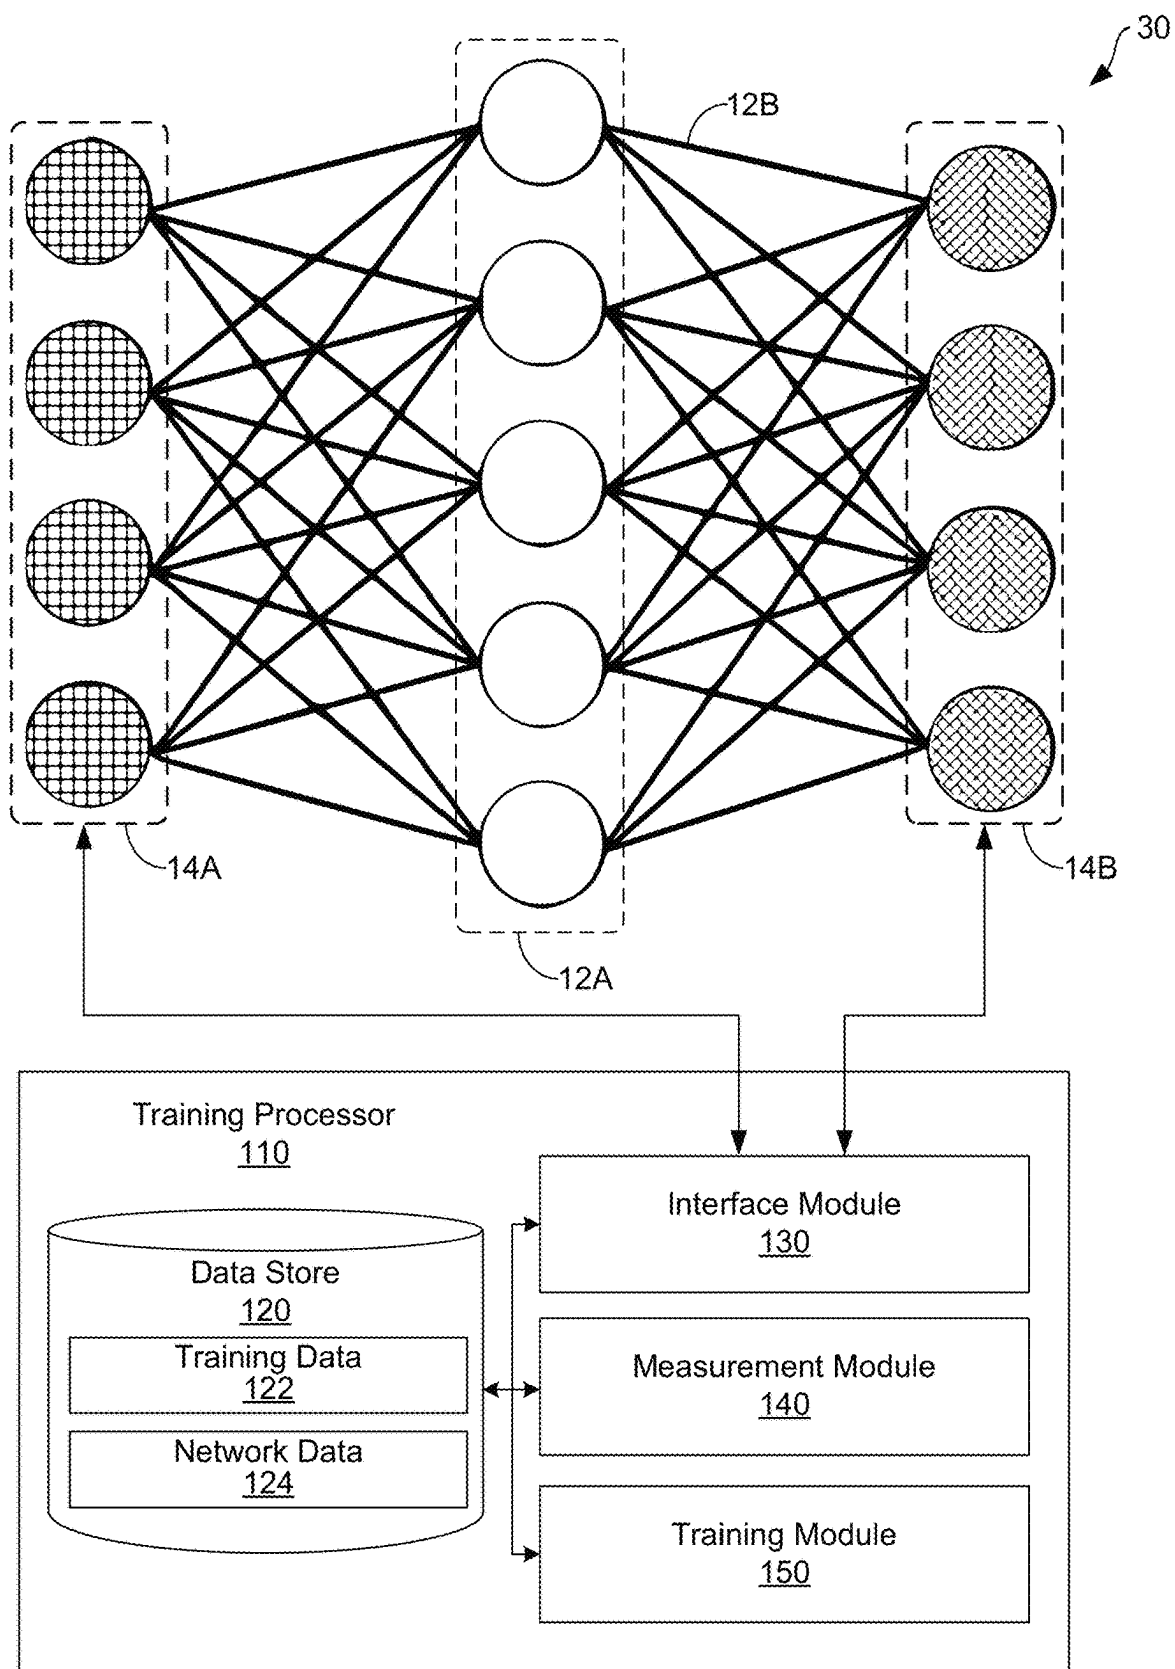 30
12B
14A
14B
12A
Training Processor
110
Interface Module
130
Data Store
120
Training Data
122
Measurement Module
140
Network Data
124
Training Module
150